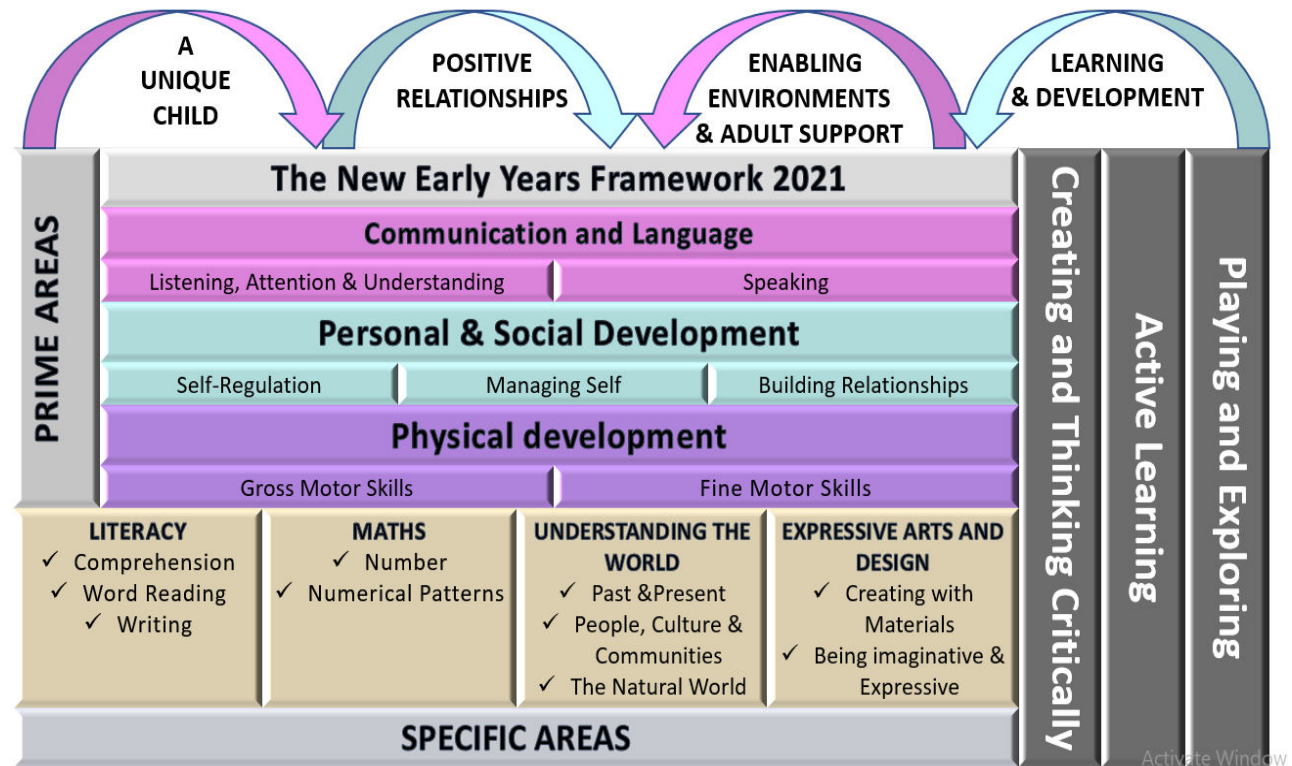 A
UNIQUE
CHILD
POSITIVE
RELATIONSHIPS
ENABLING
ENVIRONMENTS
& ADULT SUPPORT
LEARNING
& DEVELOPMENT
PRIME AREAS
The New Early Years Framework 2021
Communication and Language
Listening, Attention & Understanding
Speaking
Personal & Social Development
Self-Regulation
Managing Self
Building Relationships
Physical development
Gross Motor Skills
Fine Motor Skills
LITERACY
✓ Comprehension
✓ Word Reading
✓ Writing
MATHS
✓ Number
✓ Numerical Patterns
UNDERSTANDING THE
WORLD
✓ Past &Present
✓ People, Culture &
Communities
✓ The Natural World
EXPRESSIVE ARTS AND
DESIGN
✓ Creating with
Materials
✓ Being imaginative &
Expressive
SPECIFIC AREAS
Creating and Thinking Critically
Active Learning
Playing and Exploring
Activate Window